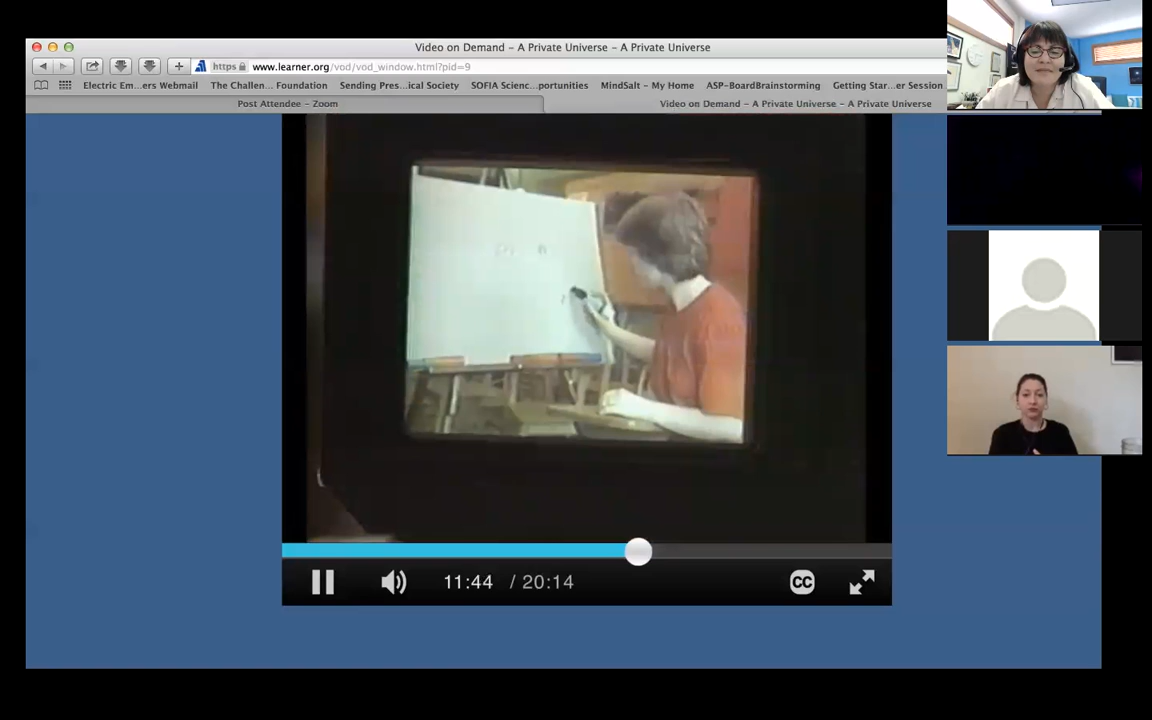 Video on Demand – A Private Universe – A Private Universe
https www.learner.org/vod/vod_window.html?pid=9
Electric Em...ers Webmail The Challen... Foundation Sending Pres...ical Society SOFIA Scienc...portunities MindSalt – My Home ASP-BoardBrainstorming Getting Star...er Session
Post Attendee – Zoom Video on Demand – A Private Universe – A Private Universe
11:44 / 20:14 CC